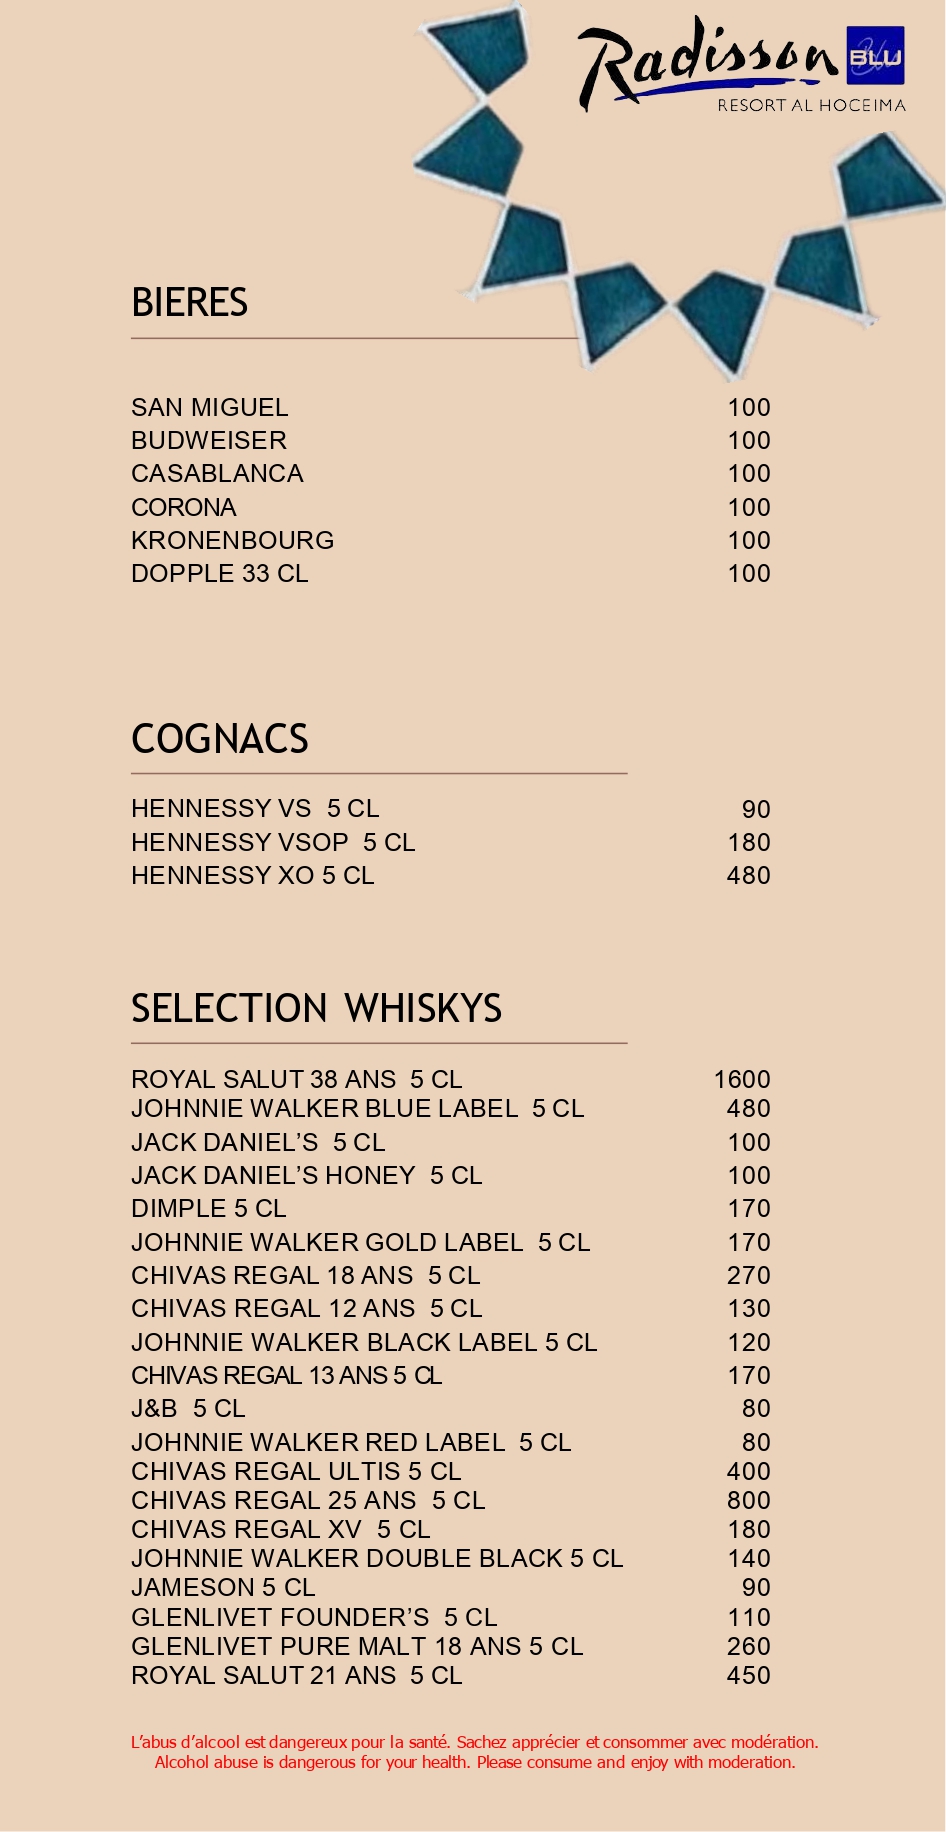 Radisson BLU
RESORT AL HOCEIMA
BIERES
SAN MIGUEL 100
BUDWEISER 100
CASABLANCA 100
CORONA 100
KRONENBOURG 100
DOPPLE 33 CL 100
COGNACS
HENNESSY VS 5 CL 90
HENNESSY VSOP 5 CL 180
HENNESSY XO 5 CL 480
SELECTION WHISKYS
ROYAL SALUT 38 ANS 5 CL 1600
JOHNNIE WALKER BLUE LABEL 5 CL 480
JACK DANIEL’S 5 CL 100
JACK DANIEL’S HONEY 5 CL 100
DIMPLE 5 CL 170
JOHNNIE WALKER GOLD LABEL 5 CL 170
CHIVAS REGAL 18 ANS 5 CL 270
CHIVAS REGAL 12 ANS 5 CL 130
JOHNNIE WALKER BLACK LABEL 5 CL 120
CHIVAS REGAL 13 ANS 5 CL 170
J&B 5 CL 80
JOHNNIE WALKER RED LABEL 5 CL 80
CHIVAS REGAL ULTIS 5 CL 400
CHIVAS REGAL 25 ANS 5 CL 800
CHIVAS REGAL XV 5 CL 180
JOHNNIE WALKER DOUBLE BLACK 5 CL 140
JAMESON 5 CL 90
GLENLIVET FOUNDER’S 5 CL 110
GLENLIVET PURE MALT 18 ANS 5 CL 260
ROYAL SALUT 21 ANS 5 CL 450
L’abus d’alcool est dangereux pour la santé. Sachez apprécier et consommer avec modération.
Alcohol abuse is dangerous for your health. Please consume and enjoy with moderation.